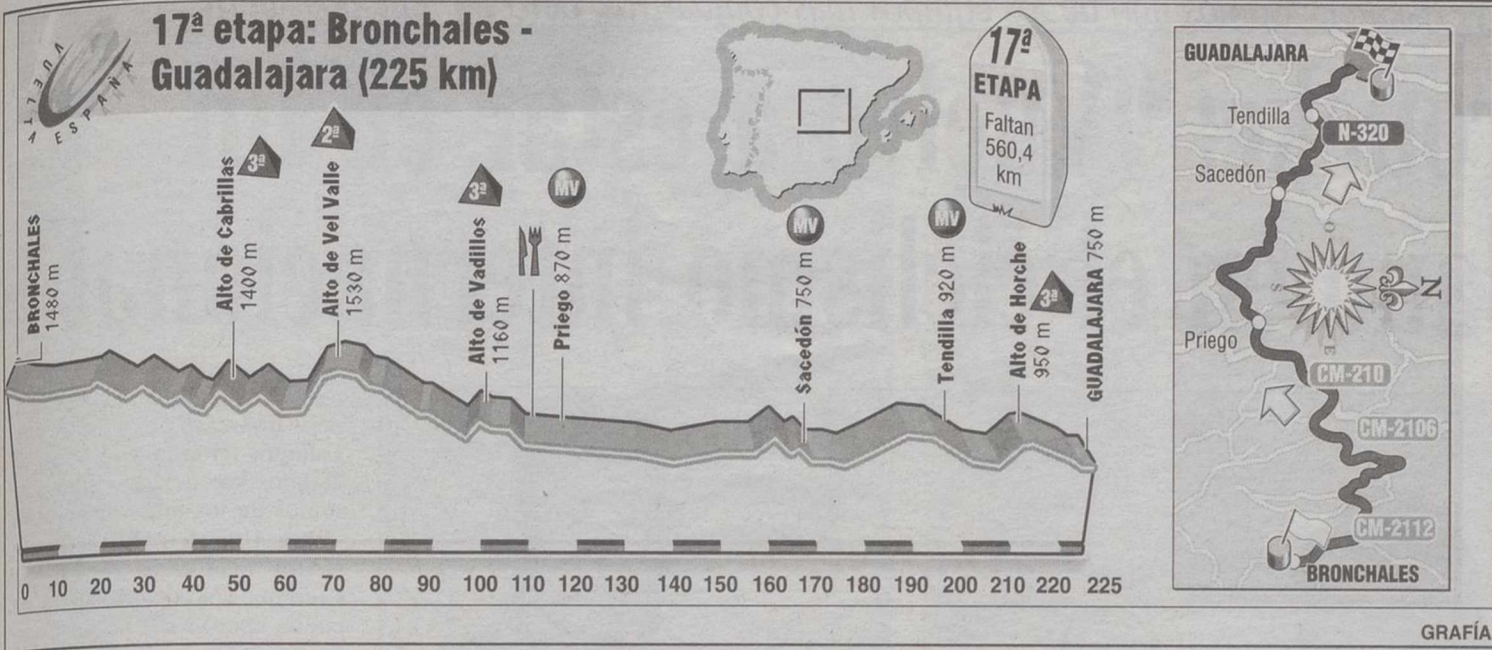 17ª etapa: Bronchales -
Guadalajara (225 km)
VUELTA
ESPAÑA
BRONCHALES
1480 m
Alto de Cabrillas
1400 m
3ª
Alto de Vel Valle
1530 m
2ª
Alto de Vadillos
1160 m
3ª
Priego 870 m
MV
Sacedón 750 m
MV
Tendilla 920 m
MV
Alto de Horche
950 m
3ª
GUADALAJARA 750 m
17ª
ETAPA
Faltan
560,4
km
0 10 20 30 40 50 60 70 80 90 100 110 120 130 140 150 160 170 180 190 200 210 220 225
GUADALAJARA
Tendilla
N-320
Sacedón
O
S
N
E
Priego
CM-210
CM-2106
CM-2112
BRONCHALES
GRAFÍA